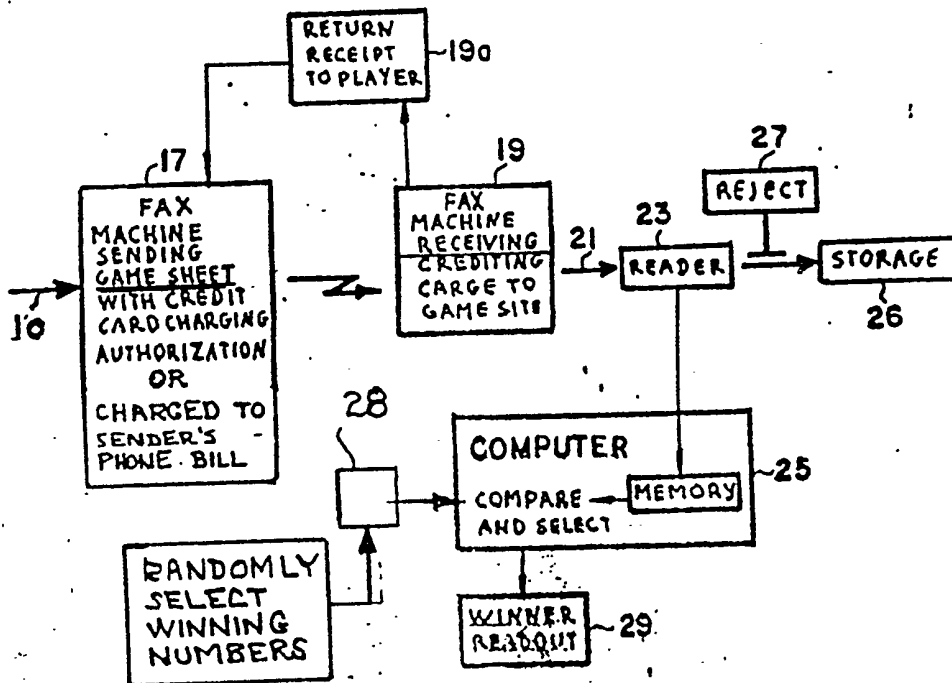 RETURN
RECEIPT
TO PLAYER
19a
17
FAX
MACHINE
SENDING
GAME SHEET
WITH CREDIT
CARD CHARGING
AUTHORIZATION
OR
CHARGED TO
SENDER'S
PHONE BILL
10
19
FAX
MACHINE
RECEIVING
CREDITING
CARGE TO
GAME SITE
21
23
READER
27
REJECT
STORAGE
26
28
COMPUTER
25
MEMORY
COMPARE
AND SELECT
RANDOMLY
SELECT
WINNING
NUMBERS
WINNER
READOUT
29